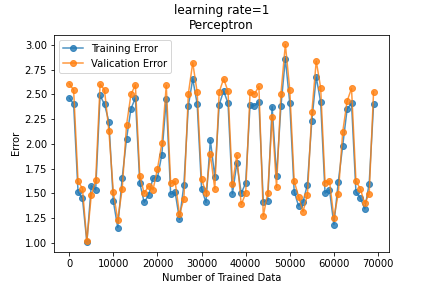 learning rate=1
Perceptron
Training Error
Valication Error
3.00
2.75
2.50
2.25
2.00
1.75
1.50
1.25
1.00
Error
0
10000
20000
30000
40000
50000
60000
70000
Number of Trained Data